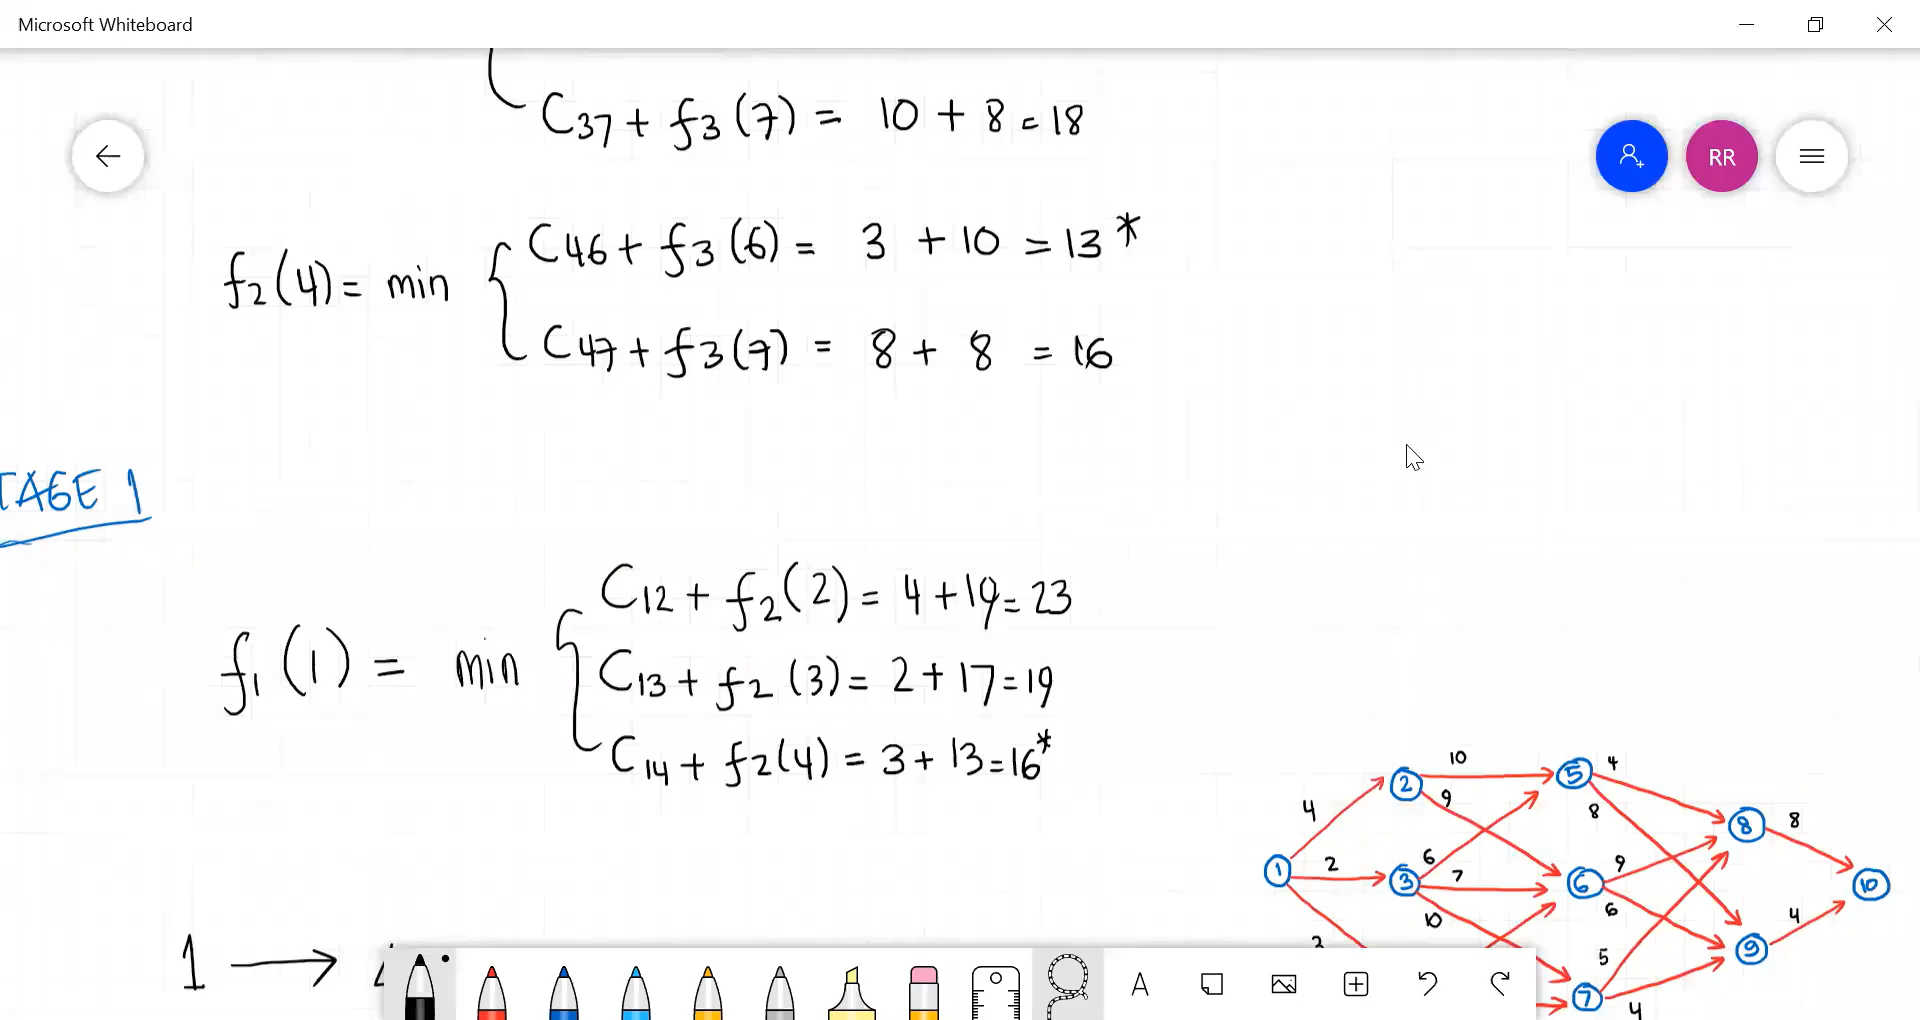 Microsoft Whiteboard
C37 + f3 (7) = 10 + 8 = 18
RR
C46 + f3 (6) = 3 + 10 = 13 *
f2 (4) = min
C47 + f3 (7) = 8 + 8 = 16
TAGE 1
C12 + f2 (2) = 4 + 19 = 23
f1 (1) = min
C13 + f2 (3) = 2 + 17 = 19
C14 + f2 (4) = 3 + 13 = 16 *
10
4
2
5
9
4
8
8
8
1
2
3
6
7
6
9
10
10
6
5
9
4
7
4
1 →
A